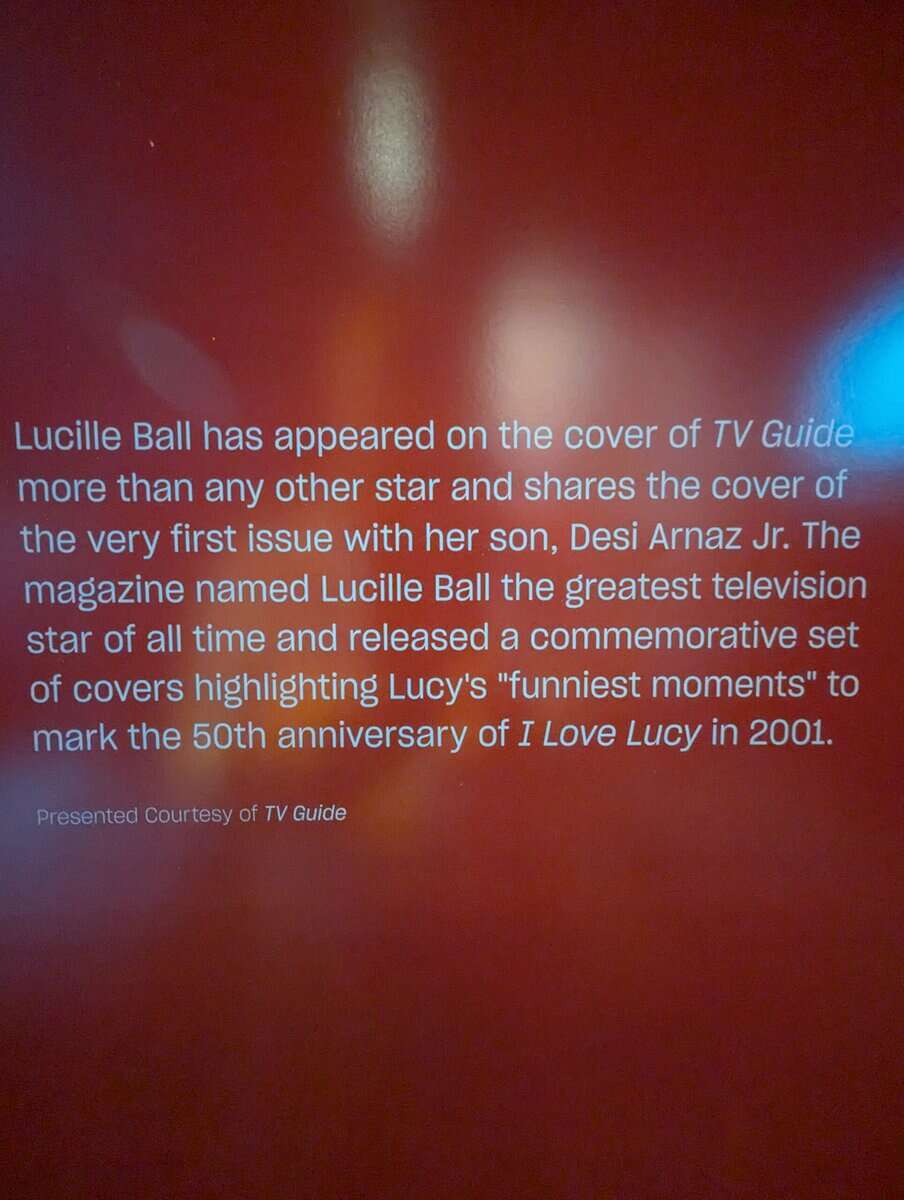 Lucille Ball has appeared on the cover of TV Guide
more than any other star and shares the cover of
the very first issue with her son, Desi Arnaz Jr. The
magazine named Lucille Ball the greatest television
star of all time and released a commemorative set
of covers highlighting Lucy's "funniest moments" to
mark the 50th anniversary of I Love Lucy in 2001.
Presented Courtesy of TV Guide